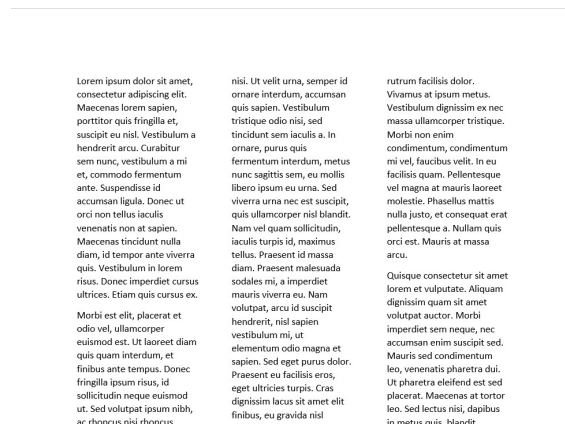 Lorem ipsum dolor sit amet,
consectetur adipiscing elit.
Maecenas lorem sapien,
porttitor quis fringilla et,
suscipit eu nisl. Vestibulum a
hendrerit arcu. Curabitur
sem nunc, vestibulum a mi
et, commodo fermentum
ante. Suspendisse id
accumsan ligula. Donec ut
orci non tellus iaculis
venenatis non at sapien.
Maecenas tincidunt nulla
diam, id tempor ante viverra
quis. Vestibulum in lorem
risus. Donec imperdiet cursus
ultrices. Etiam quis cursus ex.
Morbi est elit, placerat et
odio vel, ullamcorper
euismod est. Ut laoreet diam
quis quam interdum, et
finibus ante tempus. Donec
fringilla ipsum risus, id
sollicitudin neque euismod
ut. Sed volutpat ipsum nibh,
ac rhoncus nisi rhoncus
nisi. Ut velit urna, semper id
ornare interdum, accumsan
quis sapien. Vestibulum
tristique odio nisi, sed
tincidunt sem iaculis a. In
ornare, purus quis
fermentum interdum, metus
nunc sagittis sem, eu mollis
libero ipsum eu urna. Sed
viverra urna nec est suscipit,
quis ullamcorper nisl blandit.
Nam vel quam sollicitudin,
iaculis turpis id, maximus
tellus. Praesent id massa
diam. Praesent malesuada
sodales mi, a imperdiet
mauris viverra eu. Nam
volutpat, arcu id suscipit
hendrerit, nisl sapien
vestibulum mi, ut
elementum odio magna et
sapien. Sed eget purus dolor.
Praesent eu facilisis eros,
eget ultricies turpis. Cras
dignissim lacus sit amet elit
finibus, eu gravida nisl
rutrum facilisis dolor.
Vivamus at ipsum metus.
Vestibulum dignissim ex nec
massa ullamcorper tristique.
Morbi non enim
condimentum, condimentum
mi vel, faucibus velit. In eu
facilisis quam. Pellentesque
vel magna at mauris laoreet
molestie. Phasellus mattis
nulla justo, et consequat erat
pellentesque a. Nullam quis
orci est. Mauris at massa
arcu.
Quisque consectetur sit amet
lorem et vulputate. Aliquam
dignissim quam sit amet
volutpat auctor. Morbi
imperdiet sem neque, nec
accumsan enim suscipit sed.
Mauris sed condimentum
leo, venenatis pharetra dui.
Ut pharetra eleifend est sed
placerat. Maecenas at tortor
leo. Sed lectus nisi, dapibus
in metus quis, blandit